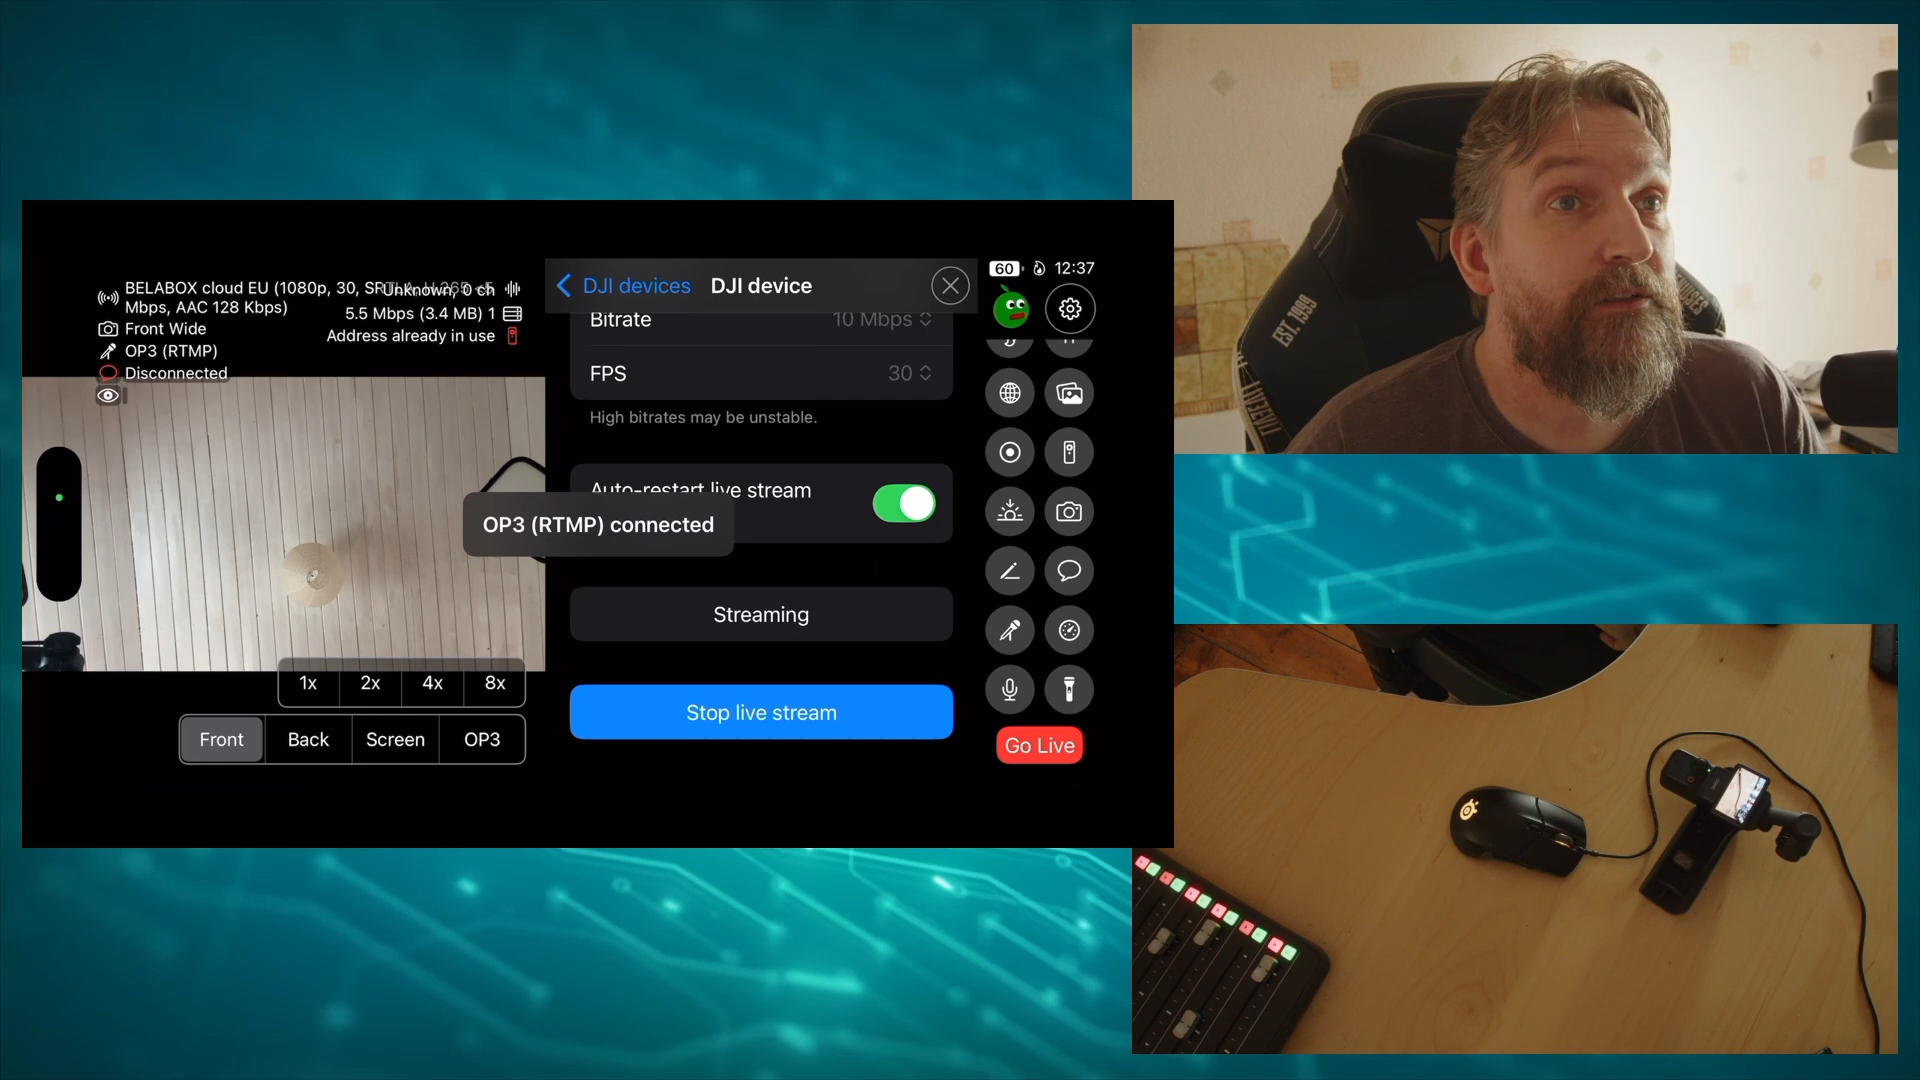 BELABOX cloud EU (1080p, 30,
Mbps, AAC 128 Kbps)
Front Wide
OP3 (RTMP)
Disconnected
Unknown, 0 ch
5.5 Mbps (3.4 MB) 1
Address already in use
DJI devices
DJI device
Bitrate
10 Mbps
FPS
30
High bitrates may be unstable.
Auto-restart live stream
OP3 (RTMP) connected
Streaming
Stop live stream
1x
2x
4x
8x
Front
Back
Screen
OP3
60
12:37
Go Live
EST. 1999